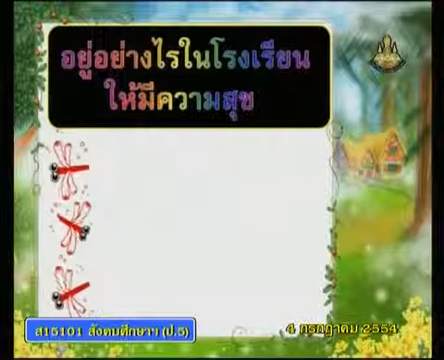 อยู่อย่างไรในโรงเรียน
ให้มีความสุข
ส15101 สังคมศึกษาฯ (ป.5)
4 กรกฎาคม 2554